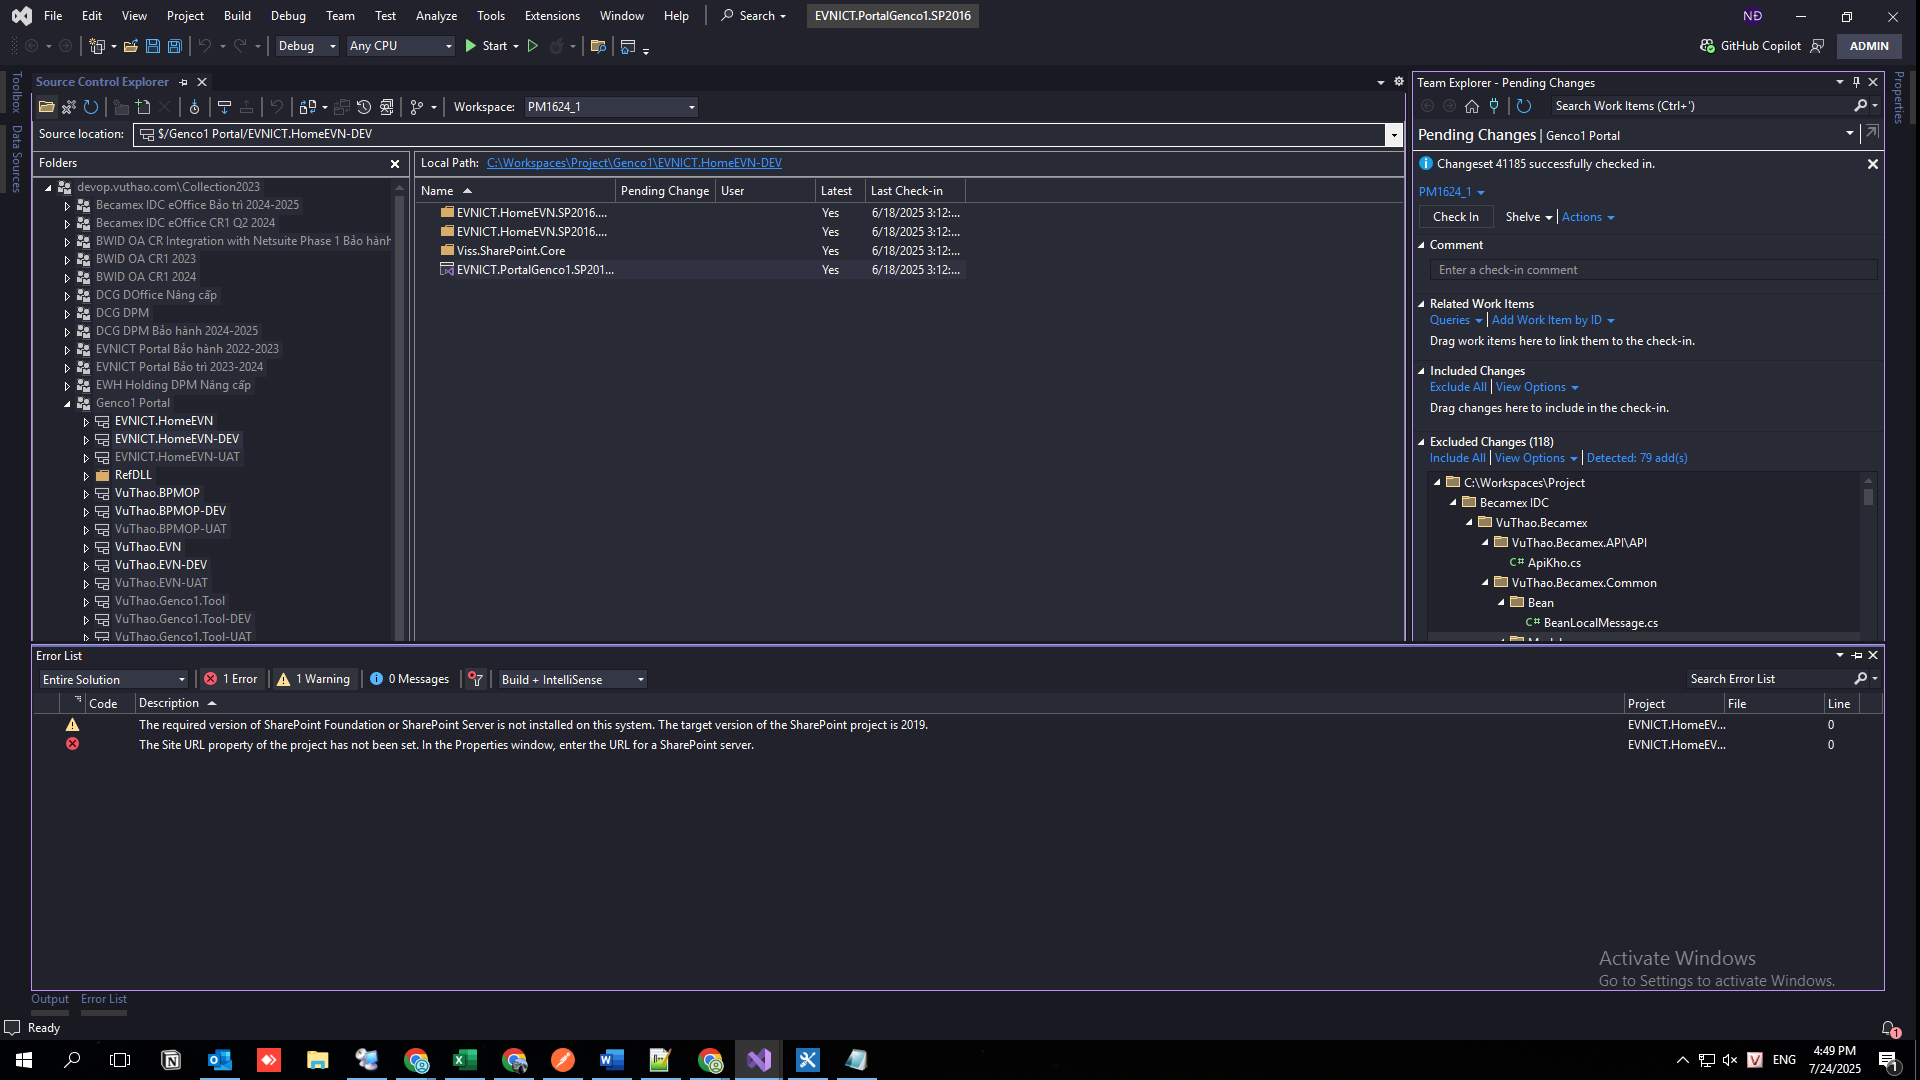 File Edit View Project Build Debug Team Test Analyze Tools Extensions Window Help Search EVNICT.PortalGenco1.SP2016 NĐ
Debug Any CPU Start GitHub Copilot ADMIN
Toolbox
Data Sources
Source Control Explorer
Workspace: PM1624_1
Source location: $/Genco1 Portal/EVNICT.HomeEVN-DEV
Folders
devop.vuthao.com\Collection2023
Becamex IDC eOffice Bảo trì 2024-2025
Becamex IDC eOffice CR1 Q2 2024
BWID OA CR Integration with Netsuite Phase 1 Bảo hành
BWID OA CR1 2023
BWID OA CR1 2024
DCG DOffice Nâng cấp
DCG DPM
DCG DPM Bảo hành 2024-2025
EVNICT Portal Bảo hành 2022-2023
EVNICT Portal Bảo trì 2023-2024
EWH Holding DPM Nâng cấp
Genco1 Portal
EVNICT.HomeEVN
EVNICT.HomeEVN-DEV
EVNICT.HomeEVN-UAT
RefDLL
VuThao.BPMOP
VuThao.BPMOP-DEV
VuThao.BPMOP-UAT
VuThao.EVN
VuThao.EVN-DEV
VuThao.EVN-UAT
VuThao.Genco1.Tool
VuThao.Genco1.Tool-DEV
VuThao.Genco1.Tool-UAT
Local Path: C:\Workspaces\Project\Genco1\EVNICT.HomeEVN-DEV
Name Pending Change User Latest Last Check-in
EVNICT.HomeEVN.SP2016.... Yes 6/18/2025 3:12:...
EVNICT.HomeEVN.SP2016.... Yes 6/18/2025 3:12:...
Viss.SharePoint.Core Yes 6/18/2025 3:12:...
EVNICT.PortalGenco1.SP201... Yes 6/18/2025 3:12:...
Team Explorer - Pending Changes
Search Work Items (Ctrl+')
Pending Changes | Genco1 Portal
Changeset 41185 successfully checked in.
PM1624_1
Check In Shelve Actions
Comment
Enter a check-in comment
Related Work Items
Queries Add Work Item by ID
Drag work items here to link them to the check-in.
Included Changes
Exclude All View Options
Drag changes here to include in the check-in.
Excluded Changes (118)
Include All View Options Detected: 79 add(s)
C:\Workspaces\Project
Becamex IDC
VuThao.Becamex
VuThao.Becamex.API\API
C# ApiKho.cs
VuThao.Becamex.Common
Bean
C# BeanLocalMessage.cs
Properties
Error List
Entire Solution 1 Error 1 Warning 0 Messages Build + IntelliSense Search Error List
Code Description Project File Line
The required version of SharePoint Foundation or SharePoint Server is not installed on this system. The target version of the SharePoint project is 2019. EVNICT.HomeEV... 0
The Site URL property of the project has not been set. In the Properties window, enter the URL for a SharePoint server. EVNICT.HomeEV... 0
Activate Windows
Go to Settings to activate Windows.
Output Error List
Ready
1
ENG
4:49 PM
7/24/2025
1